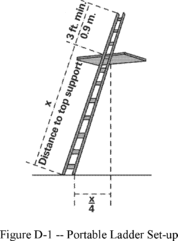 3 ft. min.
0.9 m.
x
Distance to top support
x
4
Figure D-1 -- Portable Ladder Set-up